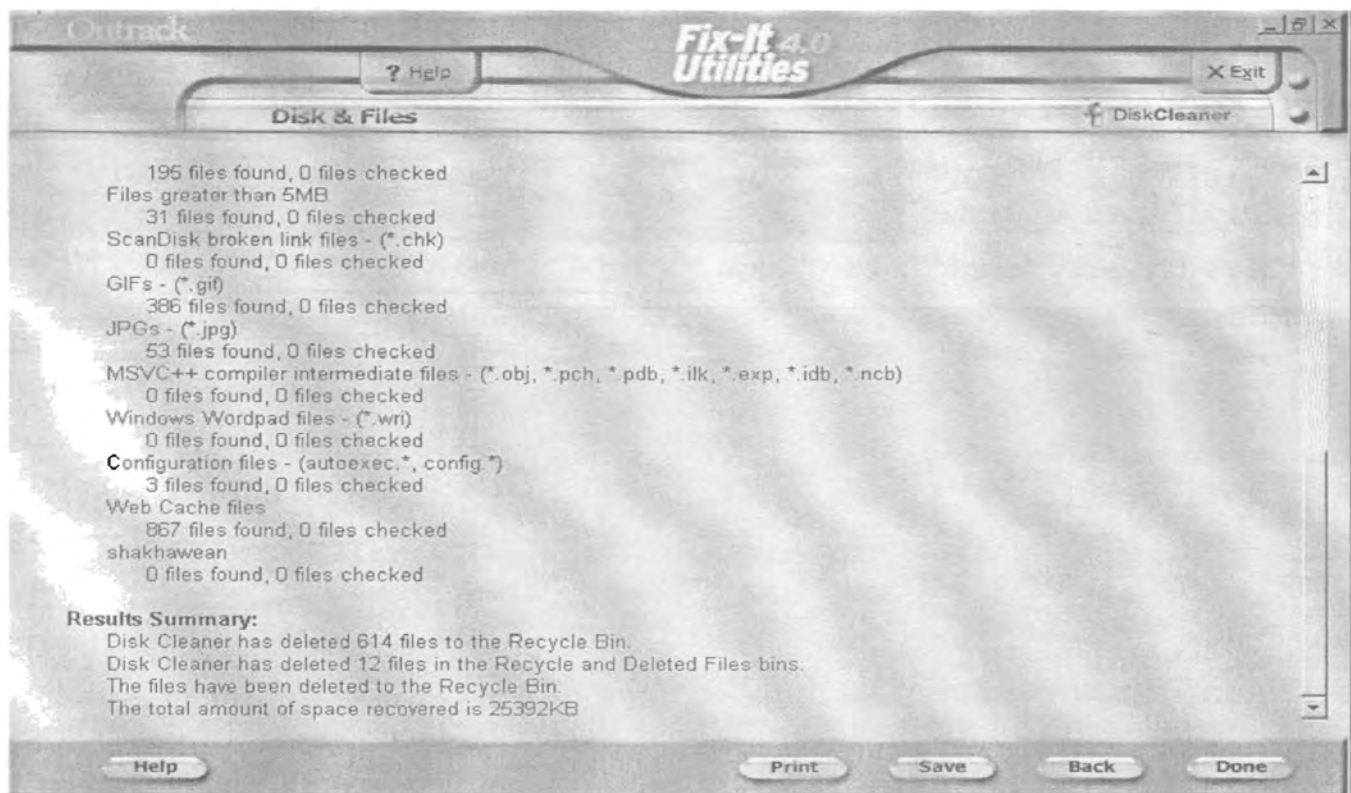 Ontrack
Fix-It 4.0
Utilities
? Help
X Exit
Disk & Files
DiskCleaner
195 files found, 0 files checked
Files greater than 5MB
31 files found, 0 files checked
ScanDisk broken link files - (*.chk)
0 files found, 0 files checked
GIFs - (*.gif)
386 files found, 0 files checked
JPGs - (*.jpg)
53 files found, 0 files checked
MSVC++ compiler intermediate files - (*.obj, *.pch, *.pdb, *.ilk, *.exp, *.idb, *.ncb)
0 files found, 0 files checked
Windows Wordpad files - (*.wri)
0 files found, 0 files checked
Configuration files - (autoexec.*, config.*)
3 files found, 0 files checked
Web Cache files
867 files found, 0 files checked
shakhawean
0 files found, 0 files checked
Results Summary:
Disk Cleaner has deleted 614 files to the Recycle Bin.
Disk Cleaner has deleted 12 files in the Recycle and Deleted Files bins.
The files have been deleted to the Recycle Bin.
The total amount of space recovered is 25392KB
Help
Print
Save
Back
Done